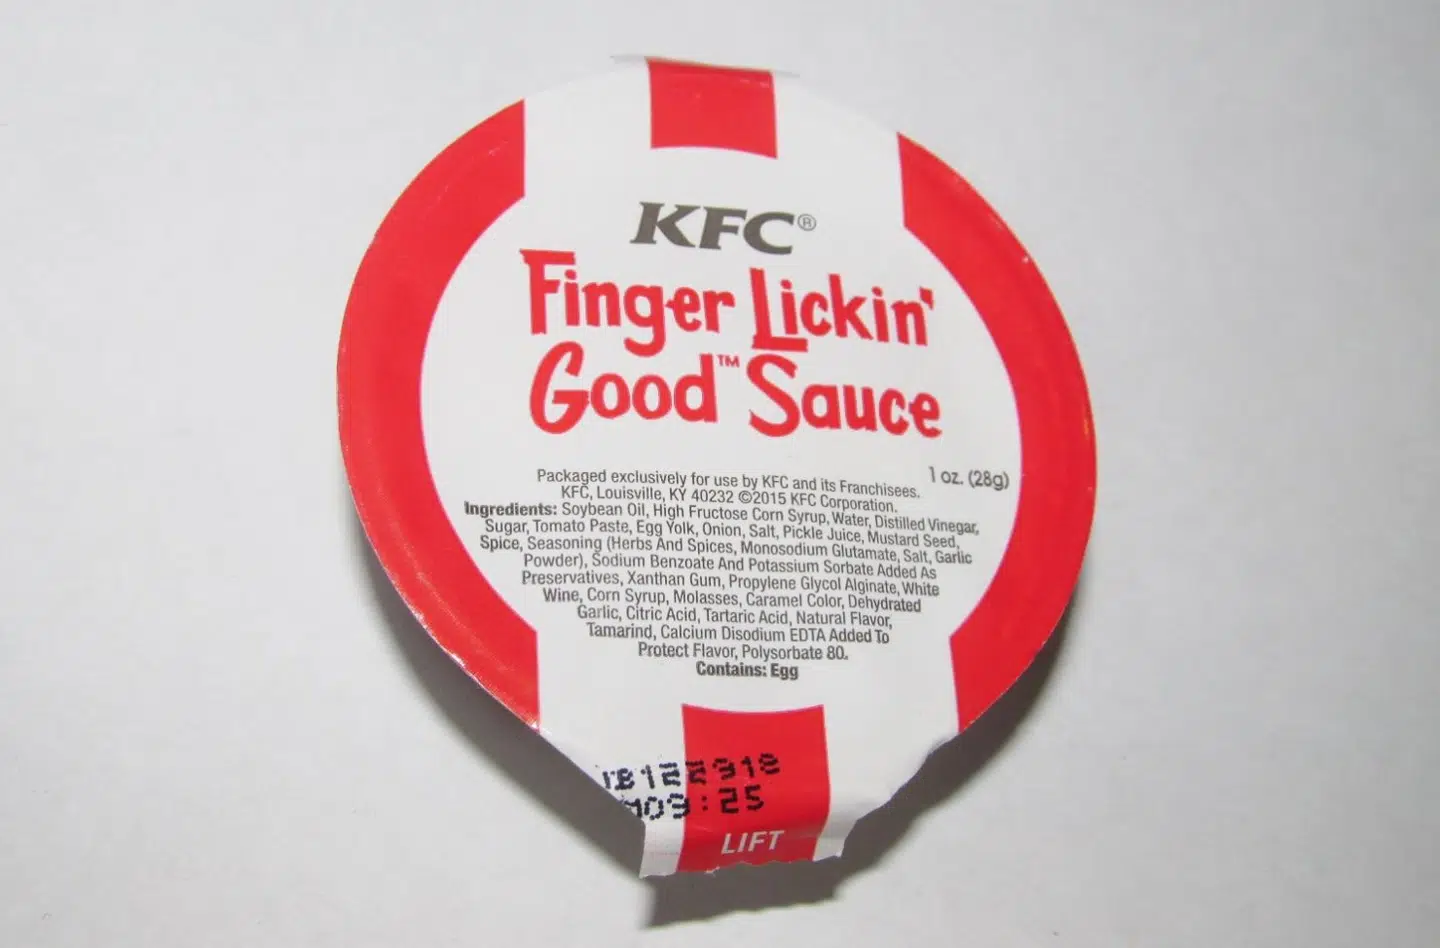 KFC®
Finger Lickin'
Good™ Sauce
1 oz. (28g)
Packaged exclusively for use by KFC and its Franchisees.
KFC, Louisville, KY 40232 ©2015 KFC Corporation.
Ingredients: Soybean Oil, High Fructose Corn Syrup, Water, Distilled Vinegar,
Sugar, Tomato Paste, Egg Yolk, Onion, Salt, Pickle Juice, Mustard Seed,
Spice, Seasoning (Herbs And Spices, Monosodium Glutamate, Salt, Garlic
Powder), Sodium Benzoate And Potassium Sorbate Added As
Preservatives, Xanthan Gum, Propylene Glycol Alginate, White
Wine, Corn Syrup, Molasses, Caramel Color, Dehydrated
Garlic, Citric Acid, Tartaric Acid, Natural Flavor,
Tamarind, Calcium Disodium EDTA Added To
Protect Flavor, Polysorbate 80.
Contains: Egg
:25
LIFT